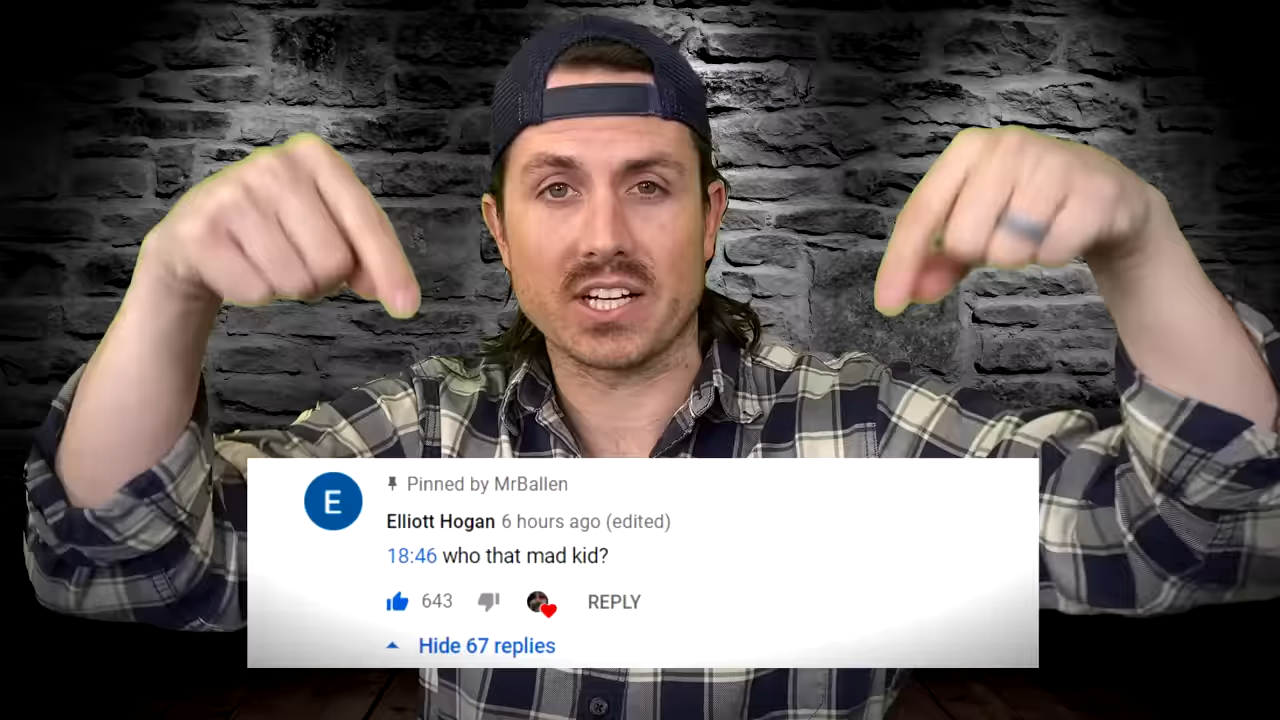 E
Pinned by MrBallen
Elliott Hogan 6 hours ago (edited)
18:46 who that mad kid?
643 REPLY
Hide 67 replies